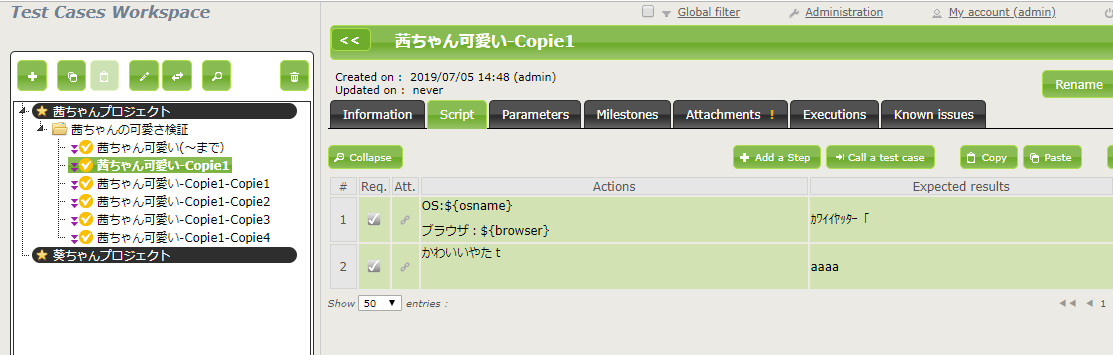 Test Cases Workspace
Global filter
Administration
My account (admin)
<<
茜ちゃん可愛い-Copie1
Created on : 2019/07/05 14:48 (admin)
Updated on : never
Rename
Information
Script
Parameters
Milestones
Attachments !
Executions
Known issues
茜ちゃんプロジェクト
茜ちゃんの可愛さ検証
茜ちゃん可愛い(～まで)
茜ちゃん可愛い-Copie1
茜ちゃん可愛い-Copie1-Copie1
茜ちゃん可愛い-Copie1-Copie2
茜ちゃん可愛い-Copie1-Copie3
茜ちゃん可愛い-Copie1-Copie4
葵ちゃんプロジェクト
Collapse
Add a Step
Call a test case
Copy
Paste
# Req. Att. Actions Expected results
1
OS:${osname}
ブラウザ：${browser}
ｶﾜｲｲﾔｯﾀｰ「
2
かわいいやたｔ
aaaa
Show 50 entries :
1